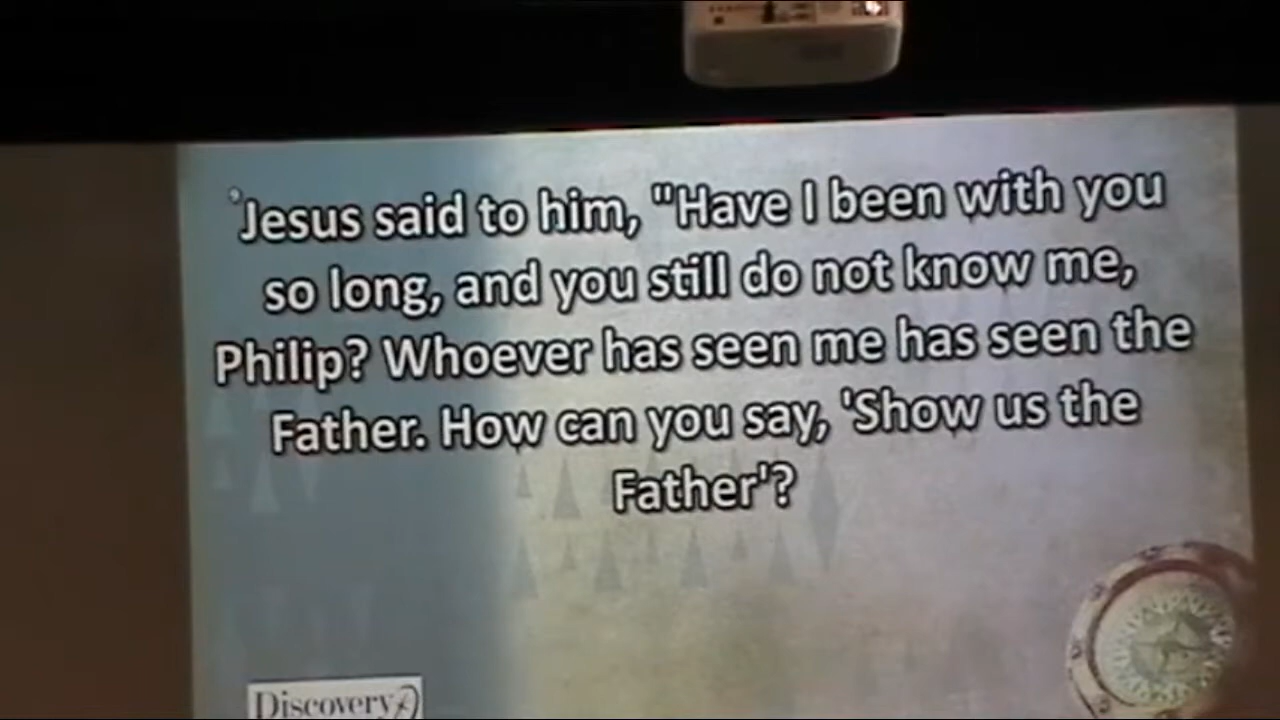 Jesus said to him, "Have I been with you
so long, and you still do not know me,
Philip? Whoever has seen me has seen the
Father. How can you say, 'Show us the
Father'?
Discovery